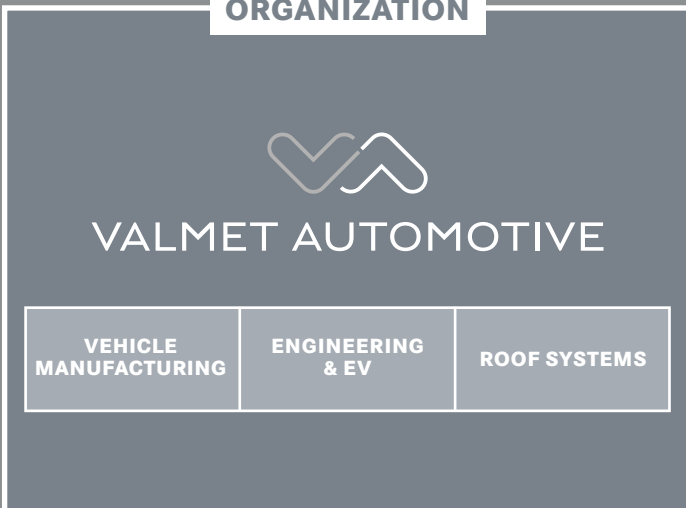 ORGANIZATION
VALMET AUTOMOTIVE
VEHICLE
MANUFACTURING
ENGINEERING
& EV
ROOF SYSTEMS